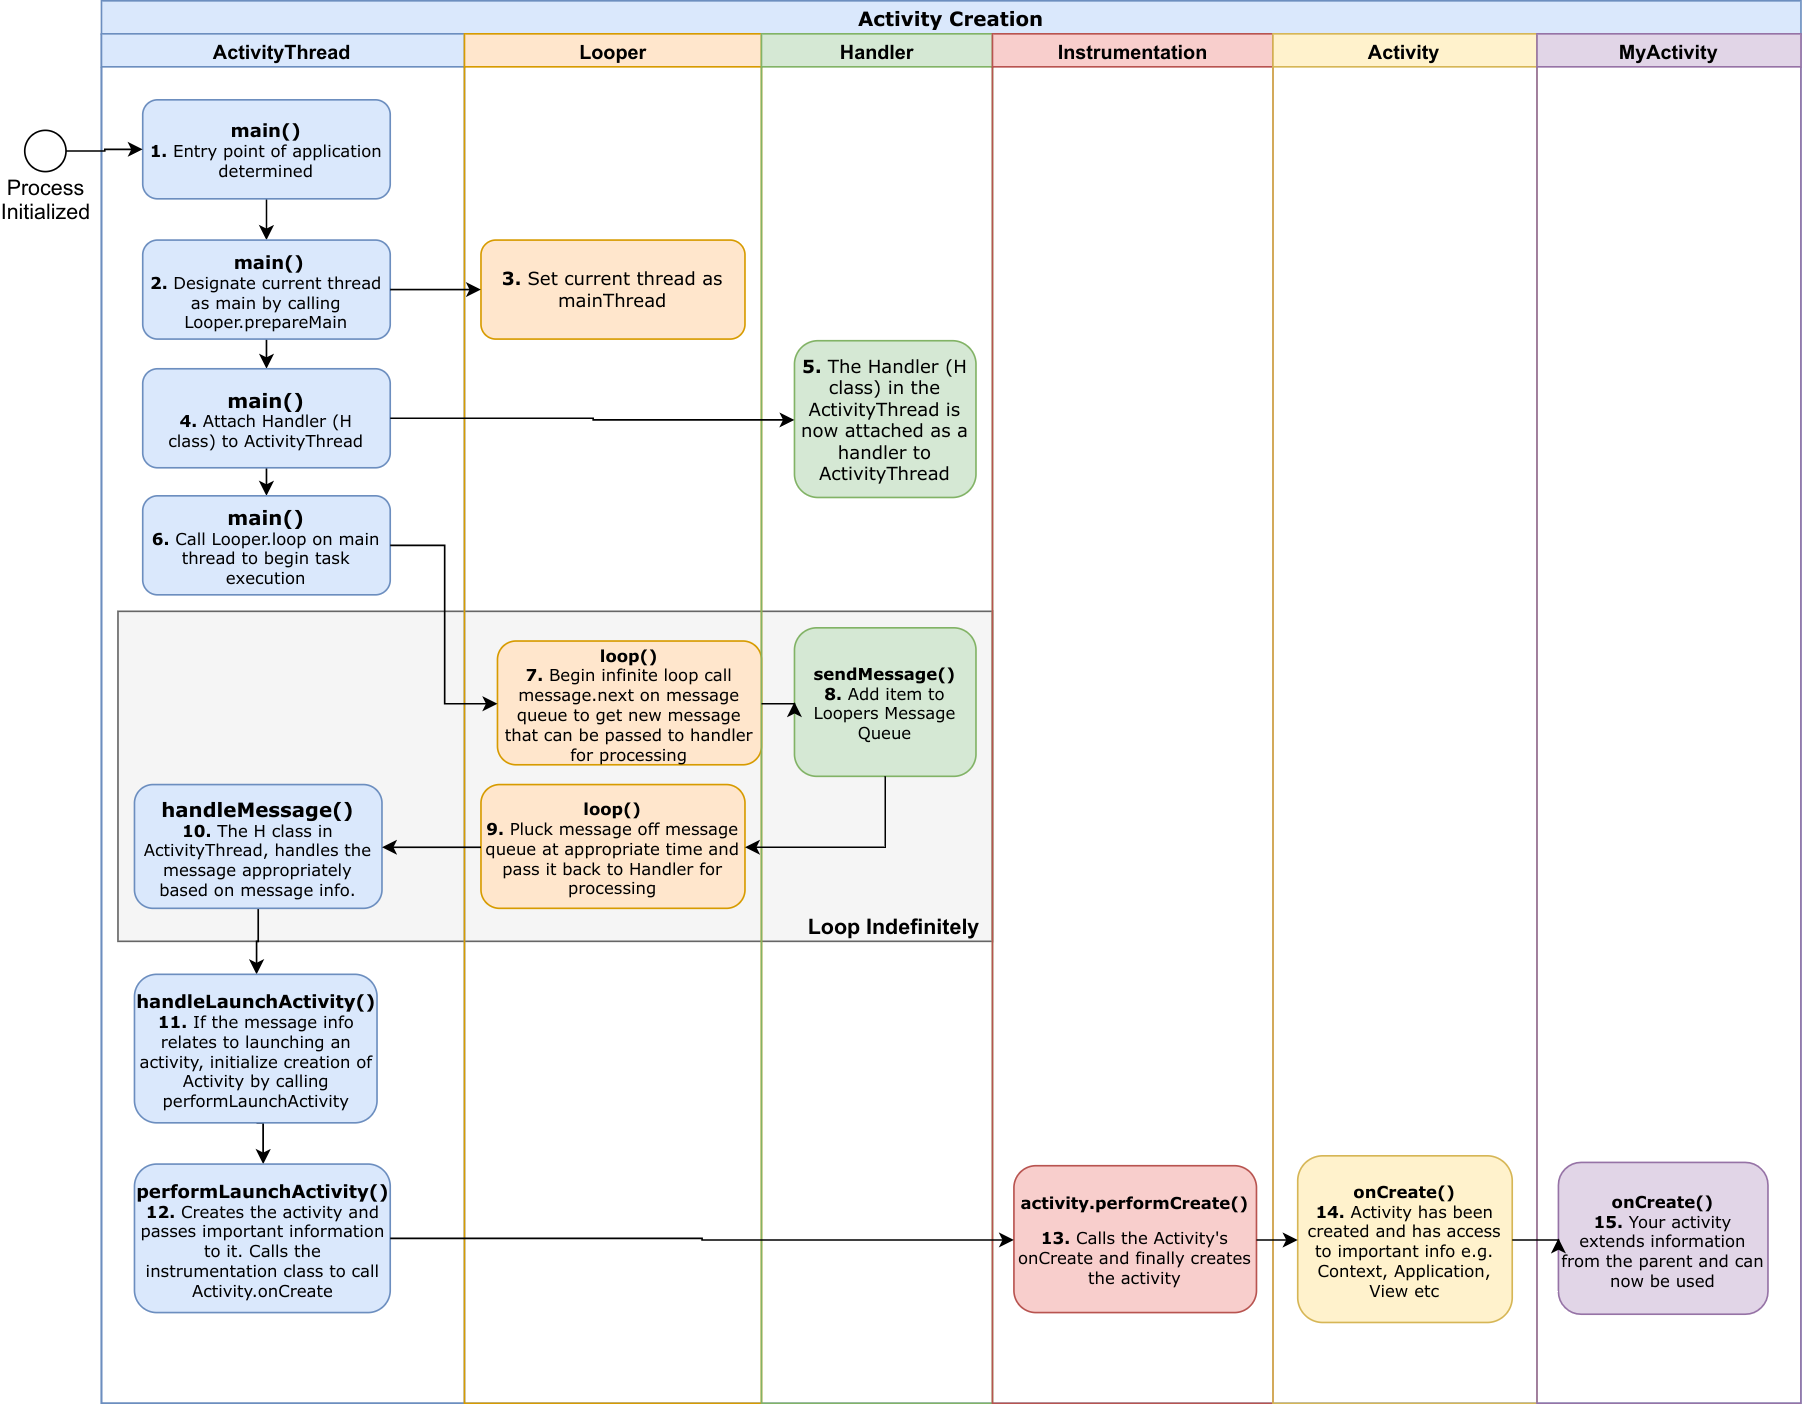 Activity Creation
ActivityThread
Looper
Handler
Instrumentation
Activity
MyActivity
Process
Initialized
main()
1. Entry point of application
determined
main()
2. Designate current thread
as main by calling
Looper.prepareMain
3. Set current thread as
mainThread
main()
4. Attach Handler (H
class) to ActivityThread
5. The Handler (H
class) in the
ActivityThread is
now attached as a
handler to
ActivityThread
main()
6. Call Looper.loop on main
thread to begin task
execution
loop()
7. Begin infinite loop call
message.next on message
queue to get new message
that can be passed to handler
for processing
sendMessage()
8. Add item to
Loopers Message
Queue
loop()
9. Pluck message off message
queue at appropriate time and
pass it back to Handler for
processing
handleMessage()
10. The H class in
ActivityThread, handles the
message appropriately
based on message info.
Loop Indefinitely
handleLaunchActivity()
11. If the message info
relates to launching an
activity, initialize creation of
Activity by calling
performLaunchActivity
performLaunchActivity()
12. Creates the activity and
passes important information
to it. Calls the
instrumentation class to call
Activity.onCreate
activity.performCreate()
13. Calls the Activity's
onCreate and finally creates
the activity
onCreate()
14. Activity has been
created and has access
to important info e.g.
Context, Application,
View etc
onCreate()
15. Your activity
extends information
from the parent and can
now be used